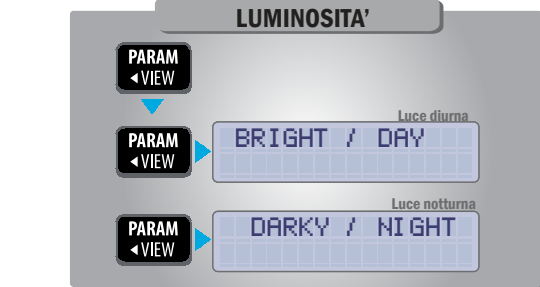 LUMINOSITA'
PARAM
◄VIEW
Luce diurna
PARAM
◄VIEW
BRIGHT / DAY
Luce notturna
PARAM
◄VIEW
DARKY / NIGHT